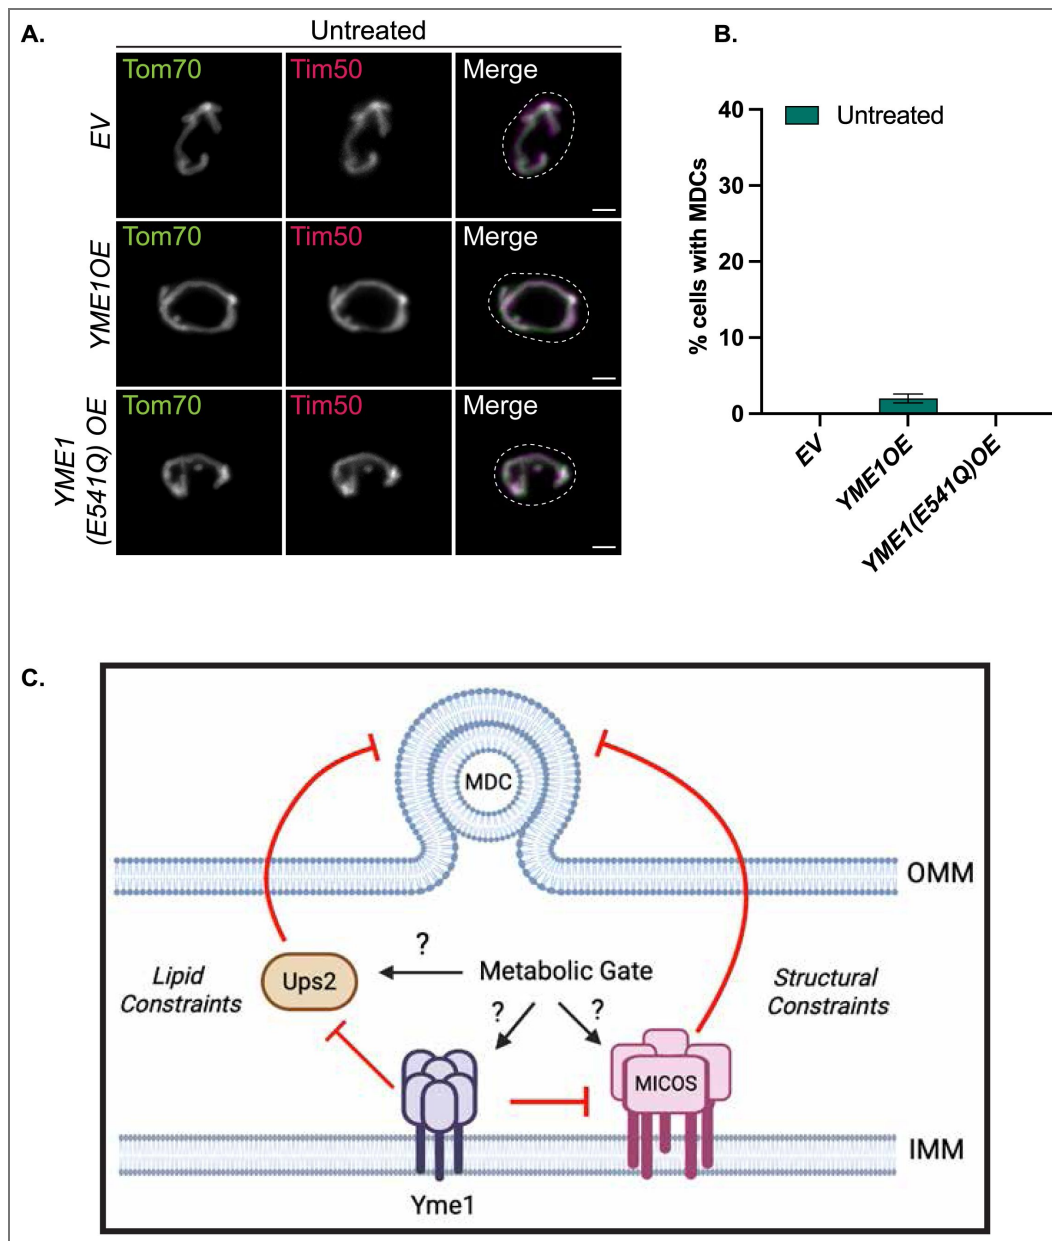 A.
Untreated
Tom70 Tim50 Merge
EV
Tom70 Tim50 Merge
YME1OE
Tom70 Tim50 Merge
YME1
(E541Q) OE
B.
Untreated
% cells with MDCs
40
30
20
10
0
EV
YME1OE
YME1(E541Q)OE
C.
MDC
OMM
?
Lipid
Constraints
Ups2
Metabolic Gate
Structural
Constraints
? ?
MICOS
IMM
Yme1